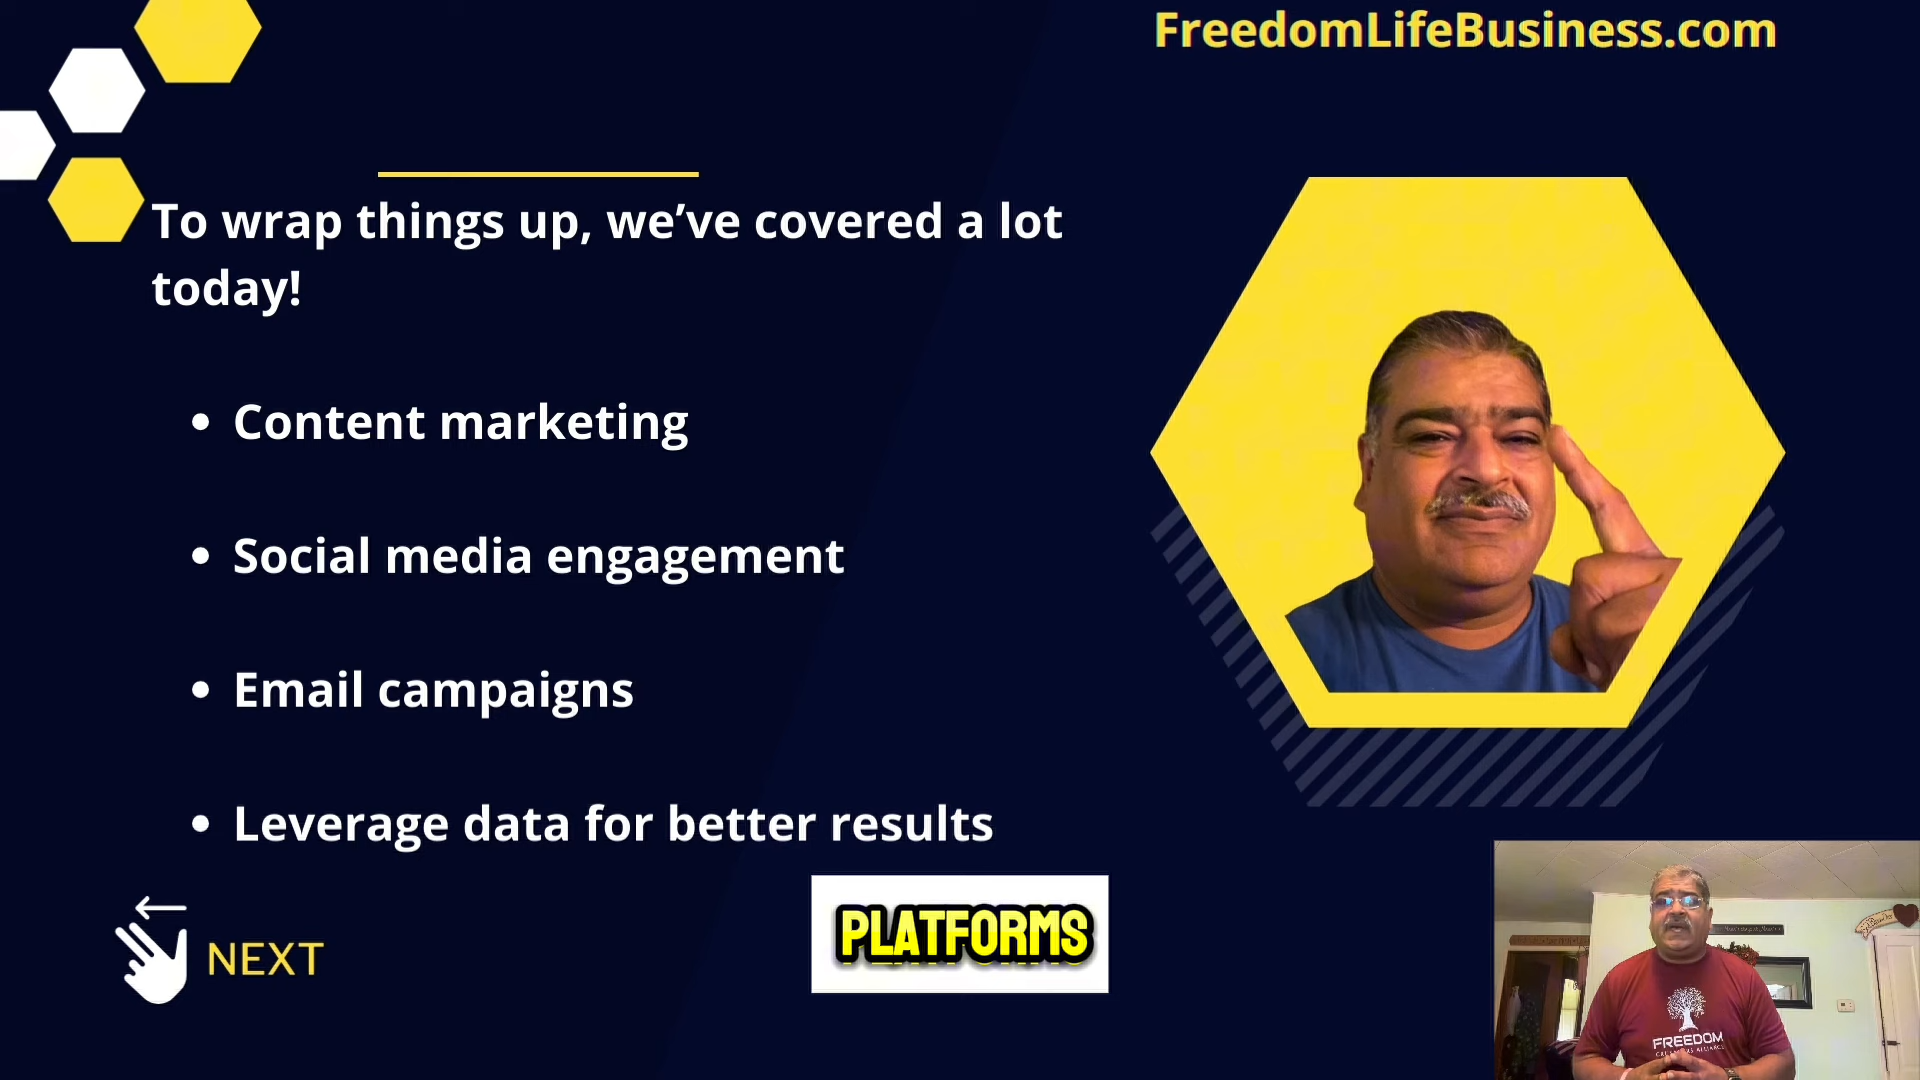 FreedomLifeBusiness.com
To wrap things up, we’ve covered a lot
today!
• Content marketing
• Social media engagement
• Email campaigns
• Leverage data for better results
NEXT
PLATFORMS
FREEDOM